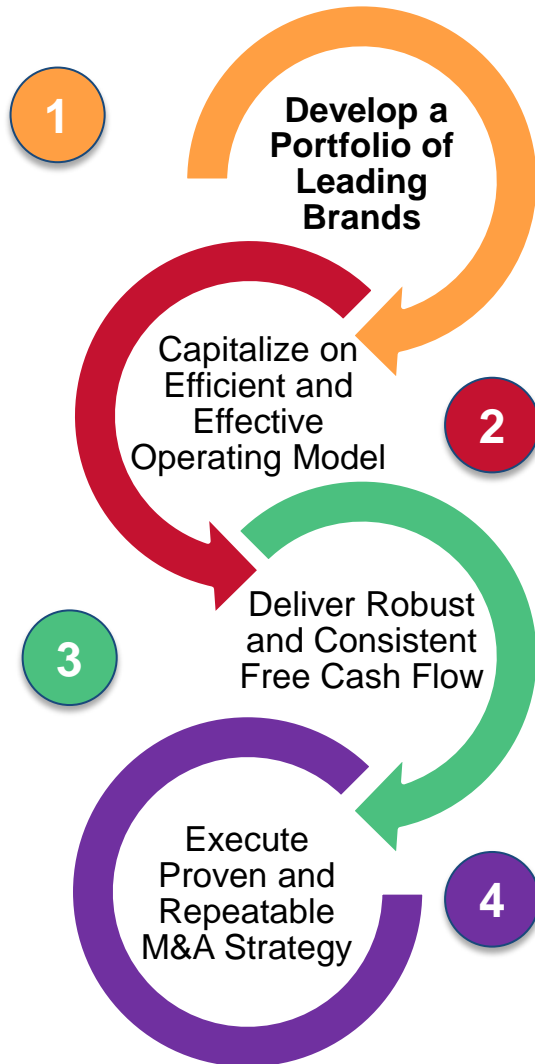 1
Develop a
Portfolio of
Leading
Brands
Capitalize on
Efficient and
Effective
Operating Model
2
3
Deliver Robust
and Consistent
Free Cash Flow
Execute
Proven and
Repeatable
M&A Strategy
4